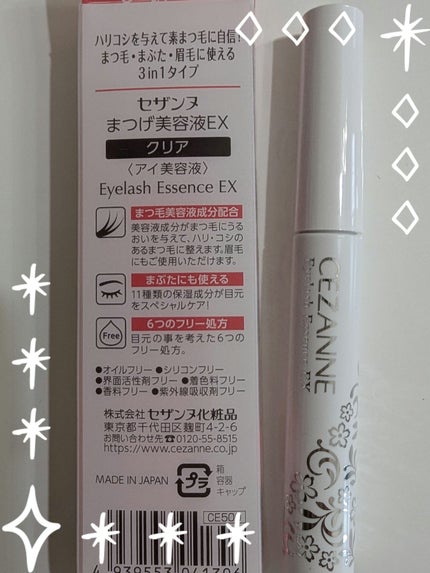 ハリコシを与えて素まつ毛に自信!
まつ毛・まぶた・眉毛に使える
3in1タイプ
セザンヌ
まつげ美容液EX
クリア
〈アイ美容液〉
Eyelash Essence EX
まつ毛美容液成分配合
美容液成分がまつ毛にうる
おいを与えて、ハリ・コシの
あるまつ毛に整えます。眉毛
にもご使用いただけます。
まぶたにも使える
11種類の保湿成分が目元
をスペシャルケア!
6つのフリー処方
Free
目元の事を考えた6つの
フリー処方。
●オイルフリー ●シリコンフリー
●界面活性剤フリー ●着色料フリー
●香料フリー ●紫外線吸収剤フリー
株式会社 セザンヌ化粧品
東京都千代田区麹町4-2-6
お問い合わせ先☎0120-55-8515
https://www.cezanne.co.jp
MADE IN JAPAN
プラ
箱
容器
キャップ
CEZANNE
Eyelash Essence EX